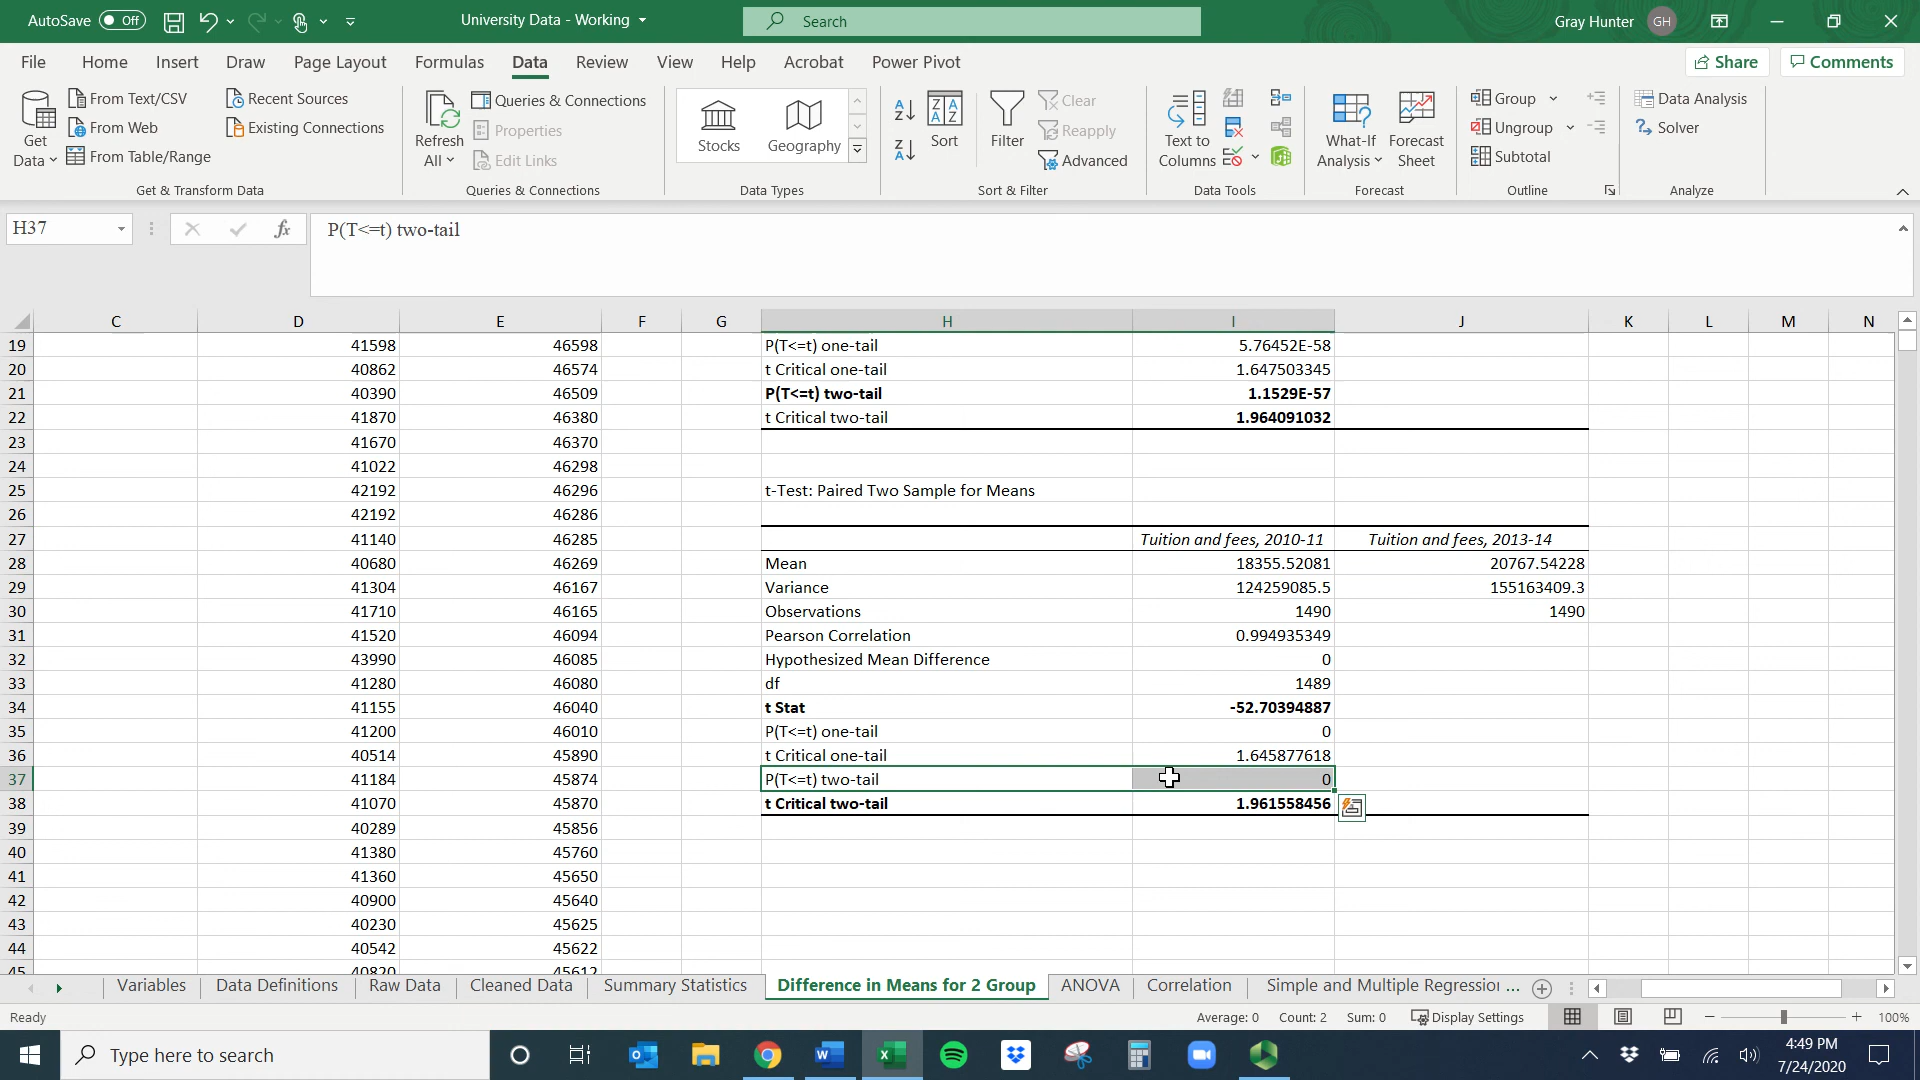 AutoSave Off University Data - Working Search Gray Hunter GH
File Home Insert Draw Page Layout Formulas Data Review View Help Acrobat Power Pivot Share Comments
Get Data
From Text/CSV
From Web
From Table/Range
Recent Sources
Existing Connections
Get & Transform Data
Refresh All
Queries & Connections
Properties
Edit Links
Queries & Connections
Stocks Geography
Data Types
Sort
Filter
Clear
Reapply
Advanced
Sort & Filter
Text to Columns
Data Tools
What-If Analysis
Forecast Sheet
Forecast
Group
Ungroup
Subtotal
Outline
Data Analysis
Solver
Analyze
H37 fx P(T<=t) two-tail
C D E F G H I J K L M N
19 41598 46598 P(T<=t) one-tail 5.76452E-58
20 40862 46574 t Critical one-tail 1.647503345
21 40390 46509 P(T<=t) two-tail 1.1529E-57
22 41870 46380 t Critical two-tail 1.964091032
23 41670 46370
24 41022 46298
25 42192 46296 t-Test: Paired Two Sample for Means
26 42192 46286
27 41140 46285 Tuition and fees, 2010-11 Tuition and fees, 2013-14
28 40680 46269 Mean 18355.52081 20767.54228
29 41304 46167 Variance 124259085.5 155163409.3
30 41710 46165 Observations 1490 1490
31 41520 46094 Pearson Correlation 0.994935349
32 43990 46085 Hypothesized Mean Difference 0
33 41280 46080 df 1489
34 41155 46040 t Stat -52.70394887
35 41200 46010 P(T<=t) one-tail 0
36 40514 45890 t Critical one-tail 1.645877618
37 41184 45874 P(T<=t) two-tail 0
38 41070 45870 t Critical two-tail 1.961558456
39 40289 45856
40 41380 45760
41 41360 45650
42 40900 45640
43 40230 45625
44 40542 45622
45 40820 45612
Variables Data Definitions Raw Data Cleaned Data Summary Statistics Difference in Means for 2 Group ANOVA Correlation Simple and Multiple Regression ...
Ready Average: 0 Count: 2 Sum: 0 Display Settings 100%
Type here to search 4:49 PM
7/24/2020